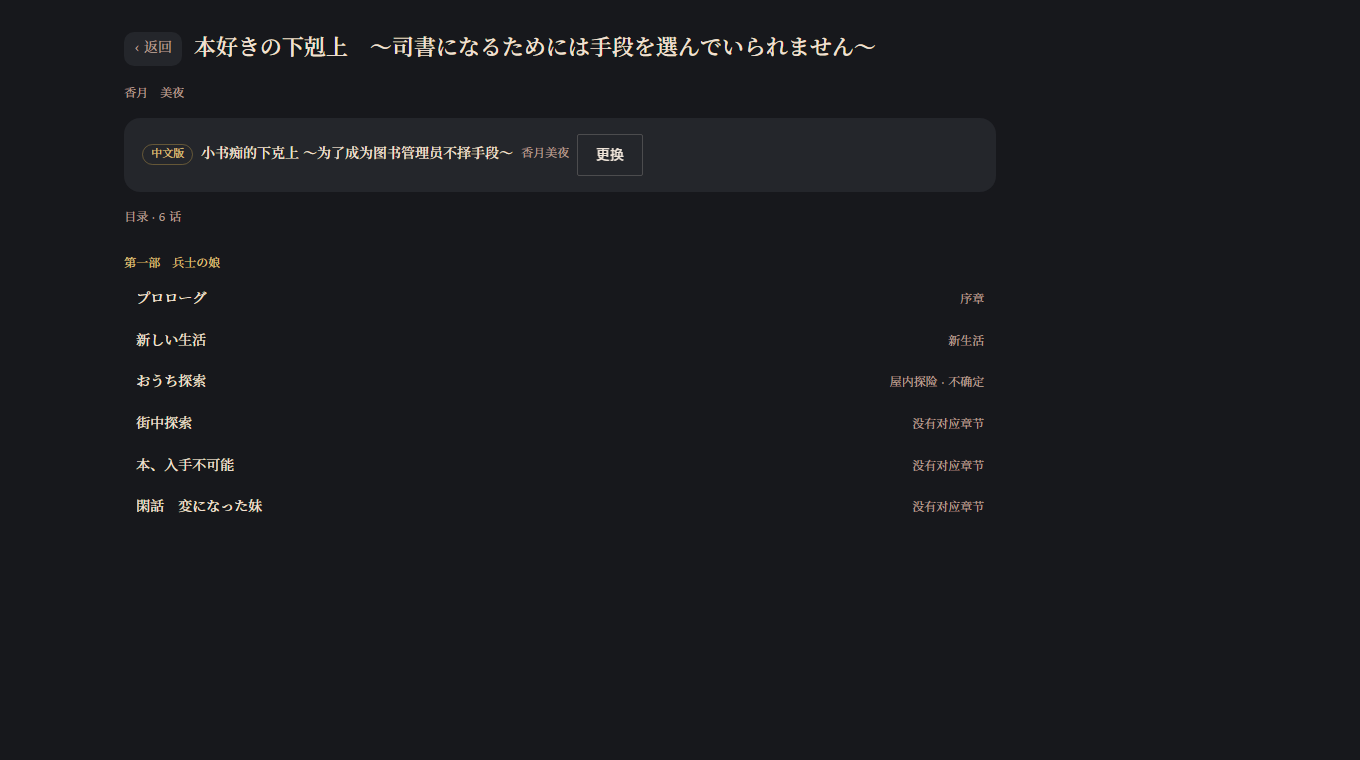 ‹ 返回 本好きの下剋上　～司書になるためには手段を選んでいられません～
香月　美夜
中文版 小书痴的下克上 ～为了成为图书管理员不择手段～ 香月美夜 更换
目录 · 6 话
第一部　兵士の娘
プロローグ 序章
新しい生活 新生活
おうち探索 屋内探险 · 不确定
街中探索 没有对应章节
本、入手不可能 没有对应章节
閑話　変になった妹 没有对应章节